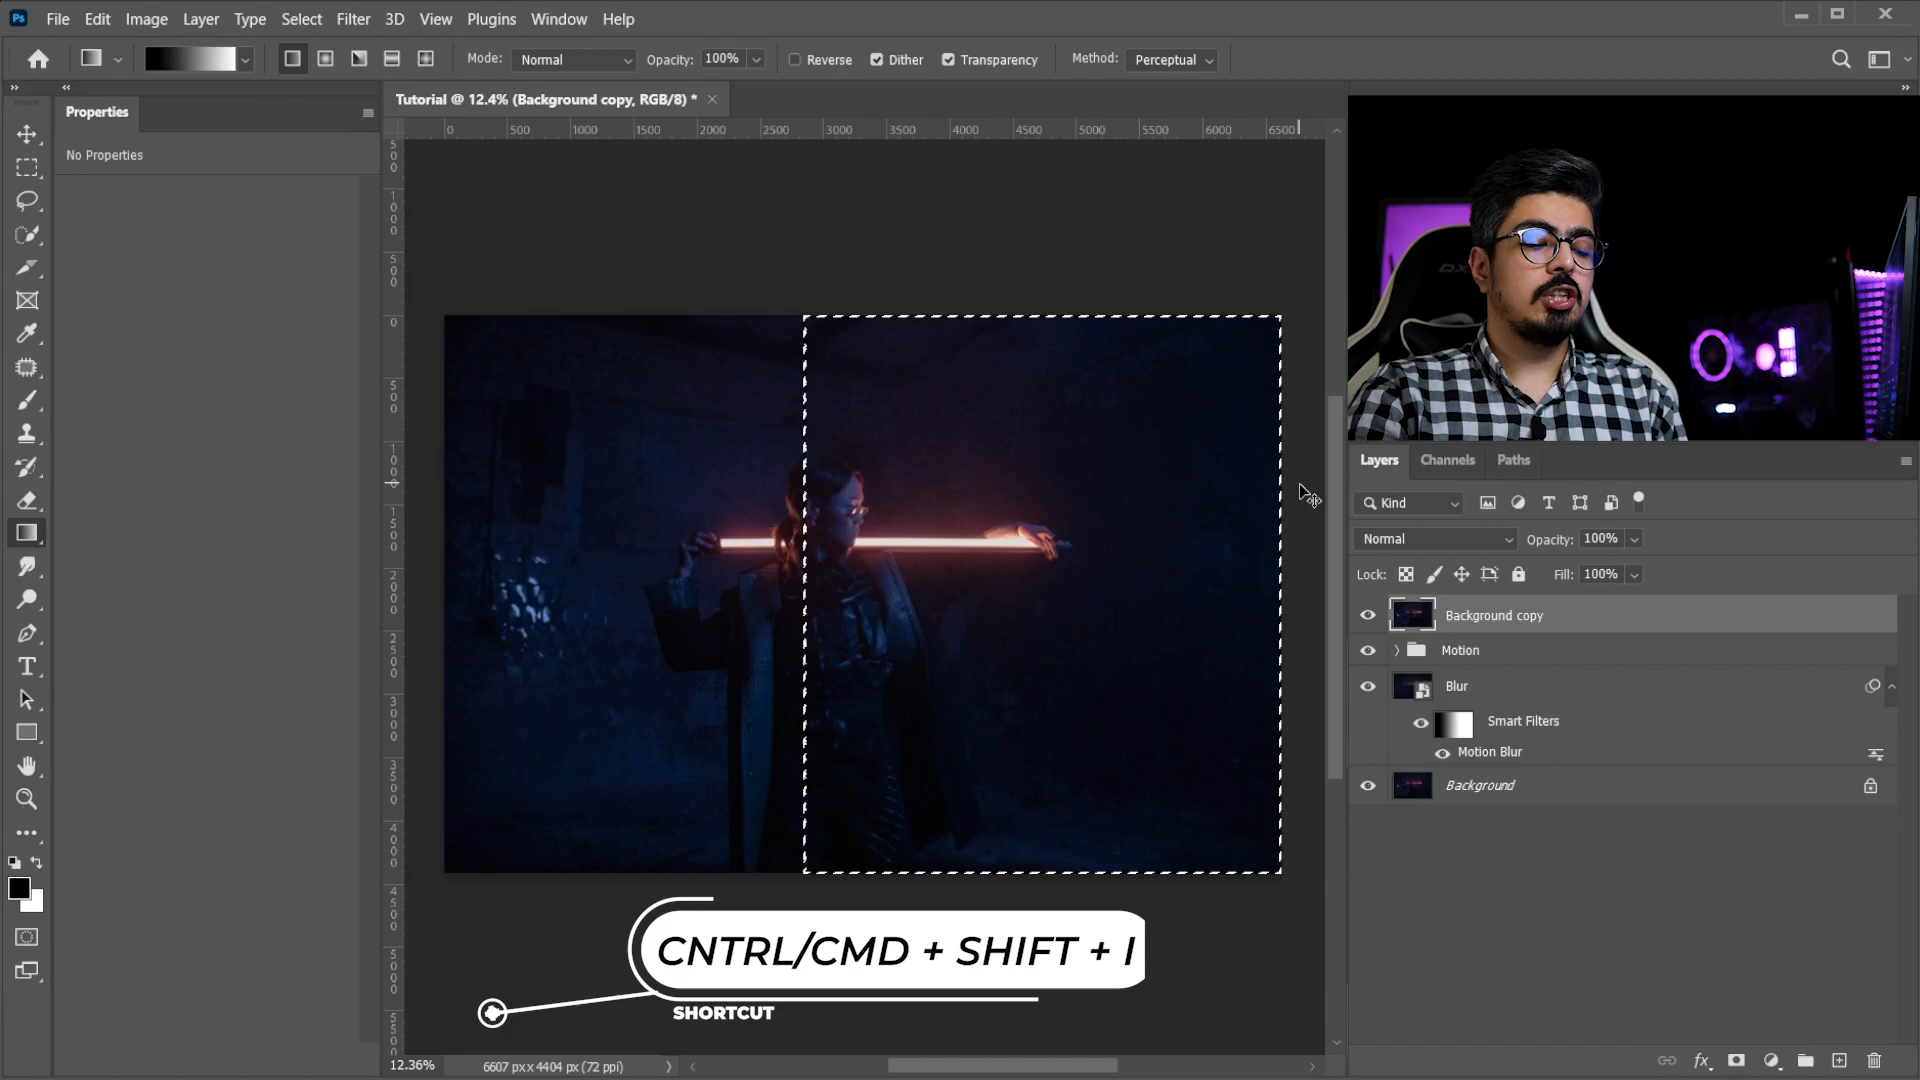 Ps File Edit Image Layer Type Select Filter 3D View Plugins Window Help
Mode: Normal Opacity: 100% Reverse Dither Transparency Method: Perceptual
Properties
No Properties
Tutorial @ 12.4% (Background copy, RGB/8) *
0 500 1000 1500 2000 2500 3000 3500 4000 4500 5000 5500 6000 6500
Layers Channels Paths
Kind
Normal Opacity: 100%
Lock: Fill: 100%
Background copy
Motion
Blur
Smart Filters
Motion Blur
Background
fx
CNTRL/CMD + SHIFT + I
SHORTCUT
12.36% 6607 px x 4404 px (72 ppi)